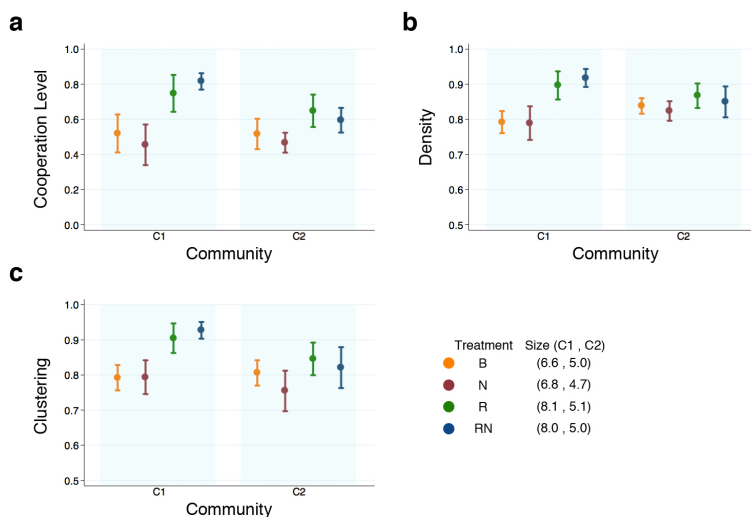 a
1.0
0.8
0.6
0.4
0.2
0.0
Cooperation Level
C1 C2
Community
b
1.0
0.9
0.8
0.7
0.6
0.5
Density
C1 C2
Community
c
1.0
0.9
0.8
0.7
0.6
0.5
Clustering
C1 C2
Community
Treatment Size (C1 , C2)
B (6.6 , 5.0)
N (6.8 , 4.7)
R (8.1 , 5.1)
RN (8.0 , 5.0)